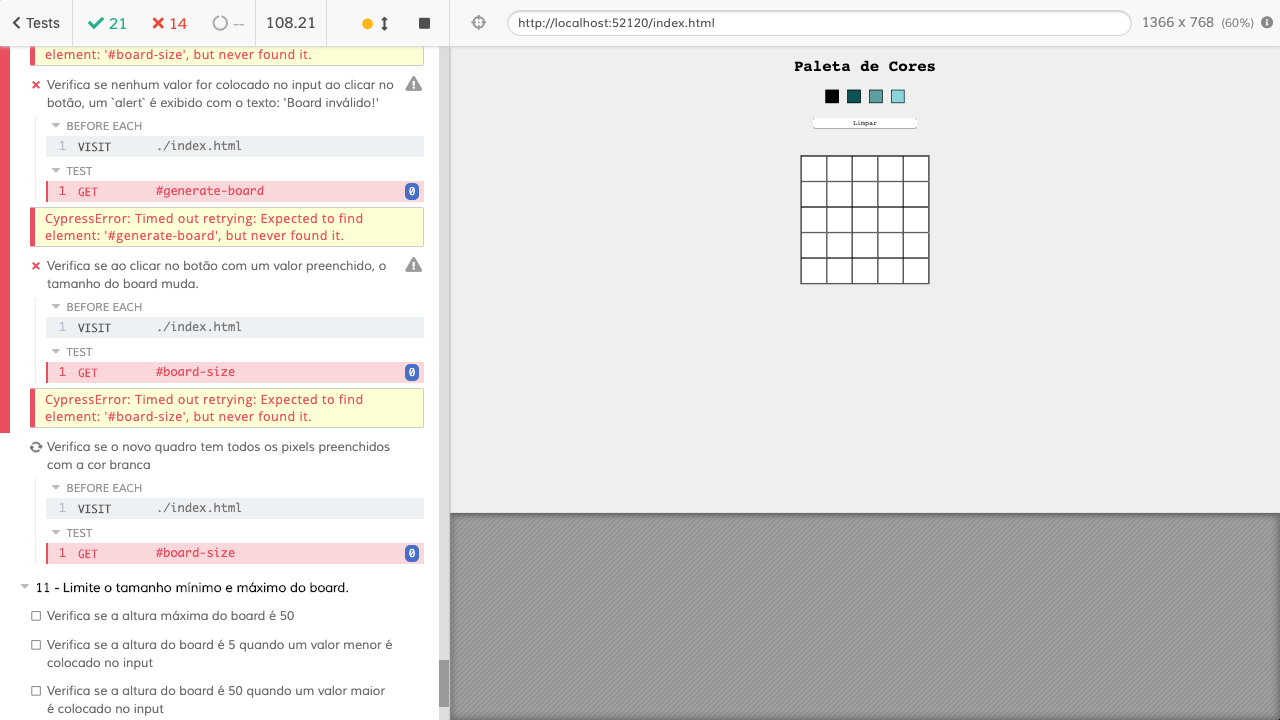 Tests 21 14 -- 108.21 http://localhost:52120/index.html 1366 x 768 (60%)
element: '#board-size', but never found it.
Verifica se nenhum valor for colocado no input ao clicar no
botão, um `alert` é exibido com o texto: 'Board inválido!'
BEFORE EACH
1 VISIT ./index.html
TEST
1 GET #generate-board 0
CypressError: Timed out retrying: Expected to find
element: '#generate-board', but never found it.
Verifica se ao clicar no botão com um valor preenchido, o
tamanho do board muda.
BEFORE EACH
1 VISIT ./index.html
TEST
1 GET #board-size 0
CypressError: Timed out retrying: Expected to find
element: '#board-size', but never found it.
Verifica se o novo quadro tem todos os pixels preenchidos
com a cor branca
BEFORE EACH
1 VISIT ./index.html
TEST
1 GET #board-size 0
11 - Limite o tamanho mínimo e máximo do board.
Verifica se a altura máxima do board é 50
Verifica se a altura do board é 5 quando um valor menor é
colocado no input
Verifica se a altura do board é 50 quando um valor maior
é colocado no input
Paleta de Cores
Limpar